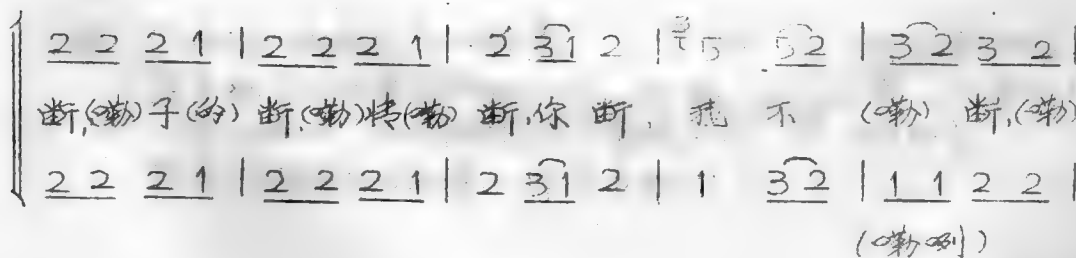 2 2 2 1 | 2 2 2 1 | 2 3 1 2 | 5 5 2 | 3 2 3 2 |
断,(嘞)子(的) 断,(嘞)情(嘞) 断,你 断, 我 不 (嘞) 断,(嘞)
2 2 2 1 | 2 2 2 1 | 2 3 1 2 | 1 3 2 | 1 1 2 2 |
(嘞 咧)